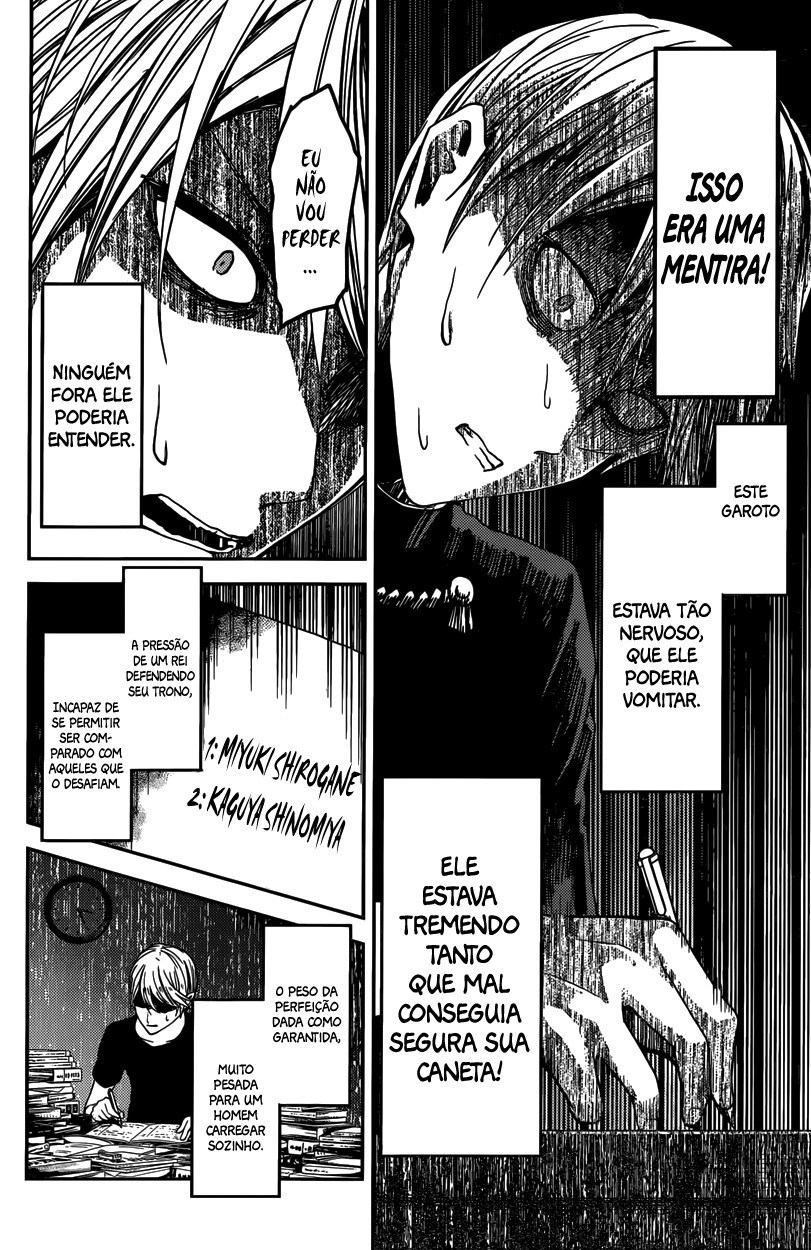 ISSO
ERA UMA
MENTIRA!
ESTE
GAROTO
ESTAVA TÃO
NERVOSO,
QUE ELE
PODERIA
VOMITAR.
ELE
ESTAVA
TREMENDO
TANTO
QUE MAL
CONSEGUIA
SEGURA SUA
CANETA!
EU
NÃO
VOU
PERDER
...
NINGUÉM
FORA ELE
PODERIA
ENTENDER.
A PRESSÃO
DE UM REI
DEFENDENDO
SEU TRONO,
INCAPAZ DE
SE PERMITIR
SER COM-
PARADO COM
AQUELES QUE
O DESAFIAM.
1: MIYUKI SHIROGANE
2: KAGUYA SHINOMIYA
O PESO DA
PERFEIÇÃO
DADA COMO
GARANTIDA,
MUITO
PESADA
PARA UM
HOMEM
CARREGAR
SOZINHO.